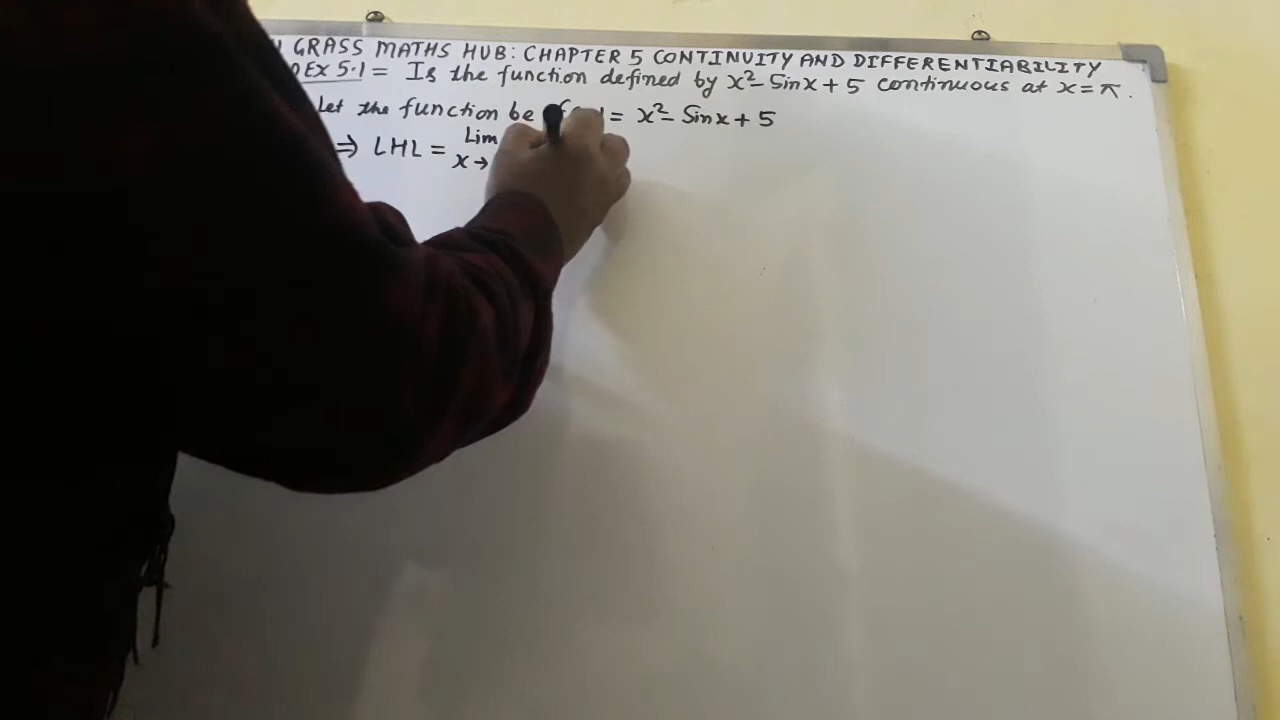 GRASS MATHS HUB: CHAPTER 5 CONTINUITY AND DIFFERENTIABILITY
Ex 5.1 = Is the function defined by x² - Sinx + 5 continuous at x = π.
Let the function be = x² - Sinx + 5
⇒ LHL = Lim
x →